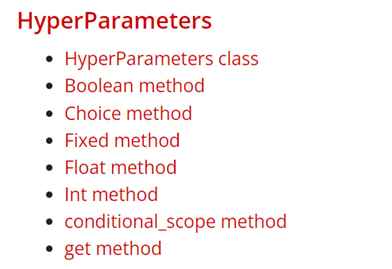 HyperParameters
HyperParameters class
Boolean method
Choice method
Fixed method
Float method
Int method
conditional_scope method
get method